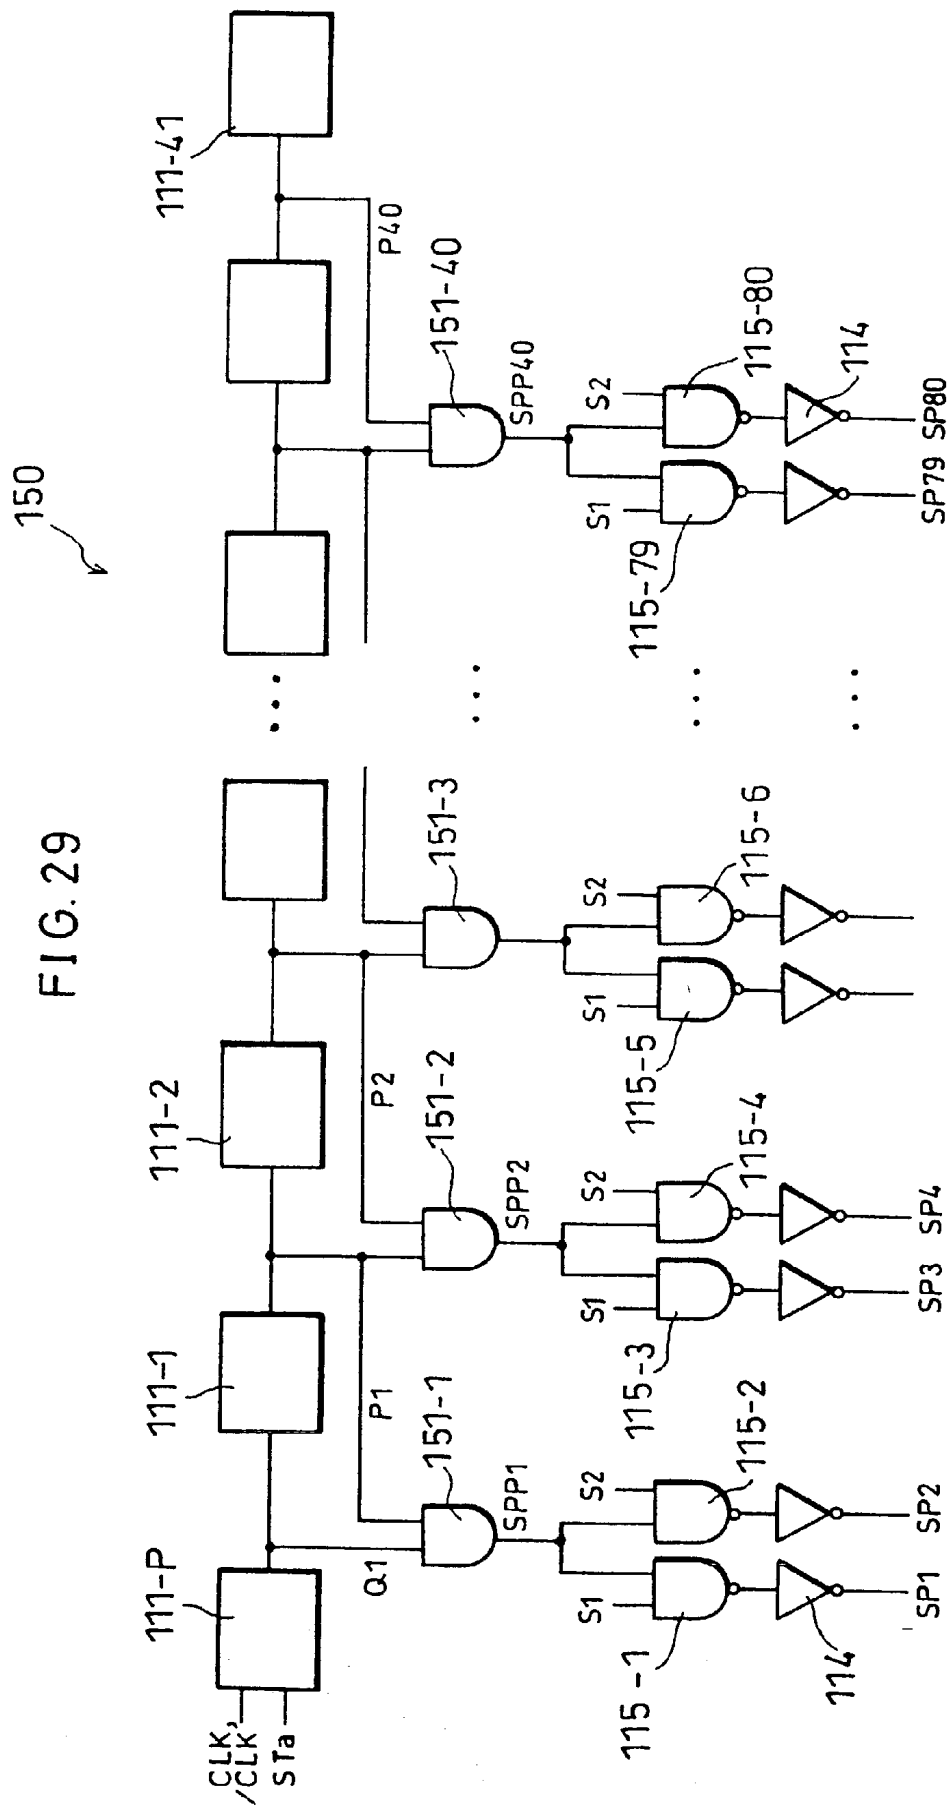 FIG. 29
150
111-P
111-1
111-2
111-41
CLK,
/CLK
STa
Q1
P1
P2
P40
151-1
151-2
151-3
151-40
SPP1
SPP2
SPP40
S1
S2
S1
S2
S1
S2
S1
S2
115-1
115-2
115-3
115-4
115-5
115-6
115-79
115-80
114
114
SP1
SP2
SP3
SP4
SP79
SP80